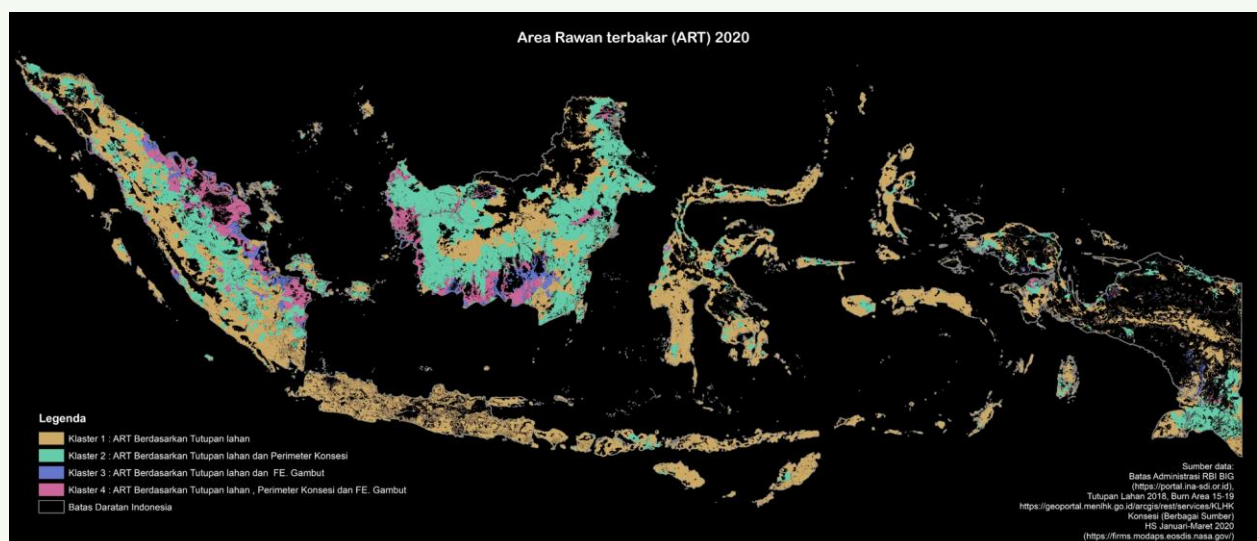 Area Rawan terbakar (ART) 2020
Legenda
Klaster 1 : ART Berdasarkan Tutupan lahan
Klaster 2 : ART Berdasarkan Tutupan lahan dan Perimeter Konsesi
Klaster 3 : ART Berdasarkan Tutupan lahan dan FE. Gambut
Klaster 4 : ART Berdasarkan Tutupan lahan , Perimeter Konsesi dan FE. Gambut
Batas Daratan Indonesia
Sumber data:
Batas Administrasi RBI BIG
(https://portal.ina-sdi.or.id),
Tutupan Lahan 2018, Burn Area 15-19
https://geoportal.menlhk.go.id/arcgis/rest/services/KLHK
Konsesi (Berbagai Sumber)
HS Januari-Maret 2020
(https://firms.modaps.eosdis.nasa.gov/)